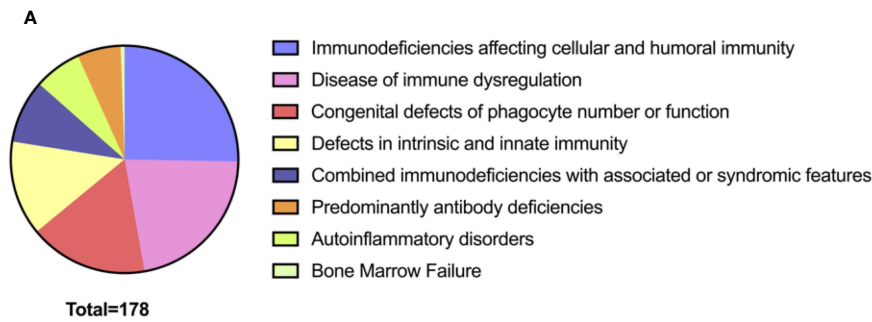 A
Immunodeficiencies affecting cellular and humoral immunity
Disease of immune dysregulation
Congenital defects of phagocyte number or function
Defects in intrinsic and innate immunity
Combined immunodeficiencies with associated or syndromic features
Predominantly antibody deficiencies
Autoinflammatory disorders
Bone Marrow Failure
Total=178